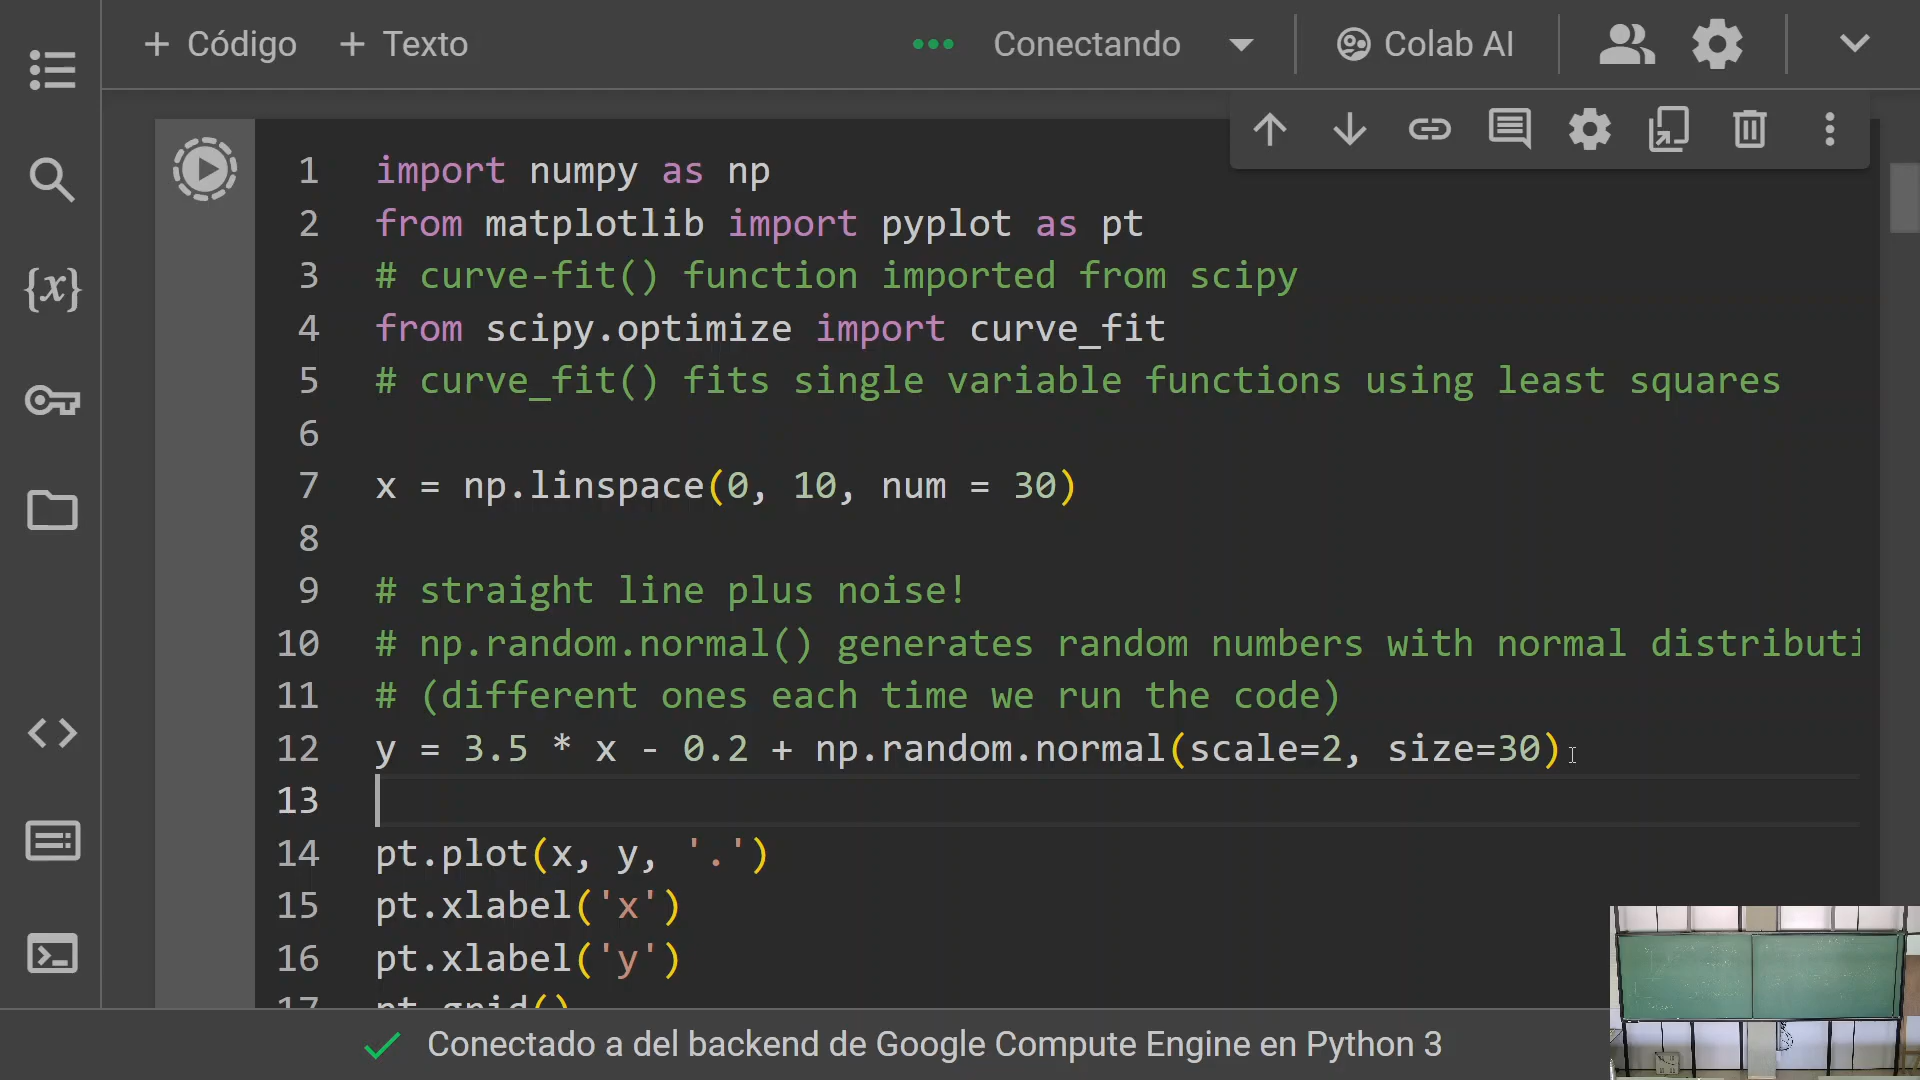 + Código + Texto ••• Conectando Colab AI
1 import numpy as np
2 from matplotlib import pyplot as pt
3 # curve-fit() function imported from scipy
4 from scipy.optimize import curve_fit
5 # curve_fit() fits single variable functions using least squares
6
7 x = np.linspace(0, 10, num = 30)
8
9 # straight line plus noise!
10 # np.random.normal() generates random numbers with normal distributi
11 # (different ones each time we run the code)
12 y = 3.5 * x - 0.2 + np.random.normal(scale=2, size=30)
13
14 pt.plot(x, y, '.')
15 pt.xlabel('x')
16 pt.xlabel('y')
17 pt.grid()
Conectado a del backend de Google Compute Engine en Python 3